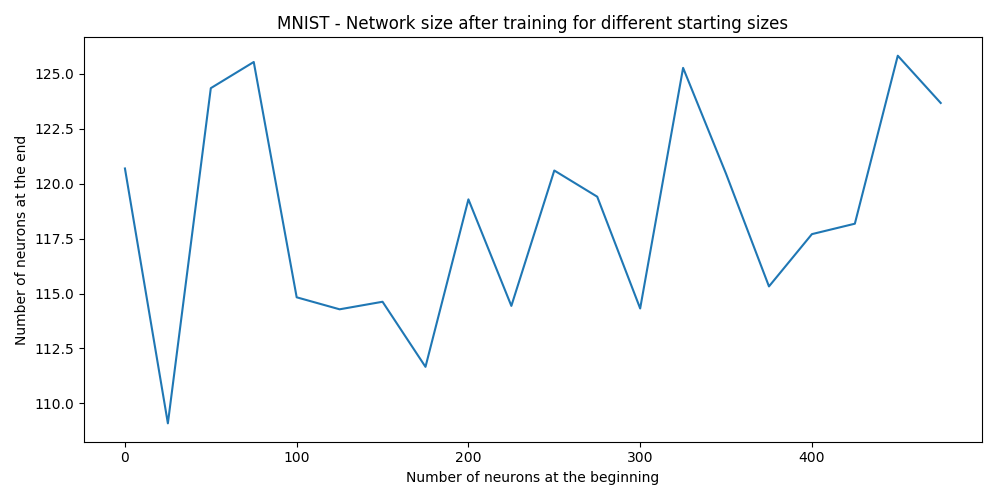 MNIST - Network size after training for different starting sizes
Number of neurons at the end
125.0
122.5
120.0
117.5
115.0
112.5
110.0
0 100 200 300 400
Number of neurons at the beginning